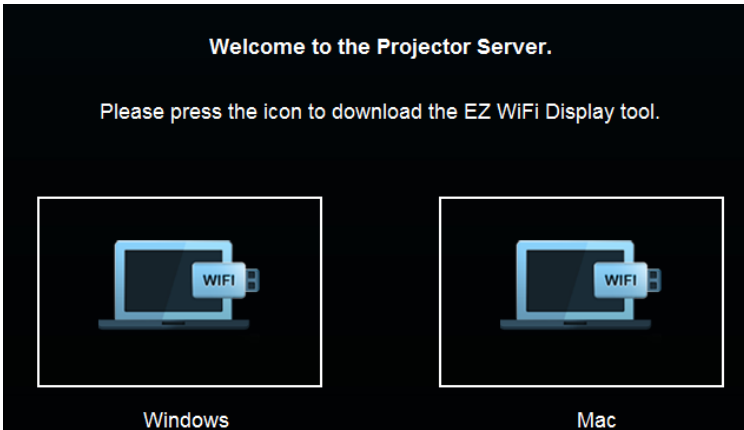 Welcome to the Projector Server.
Please press the icon to download the EZ WiFi Display tool.
WIFI
WIFI
Windows
Mac